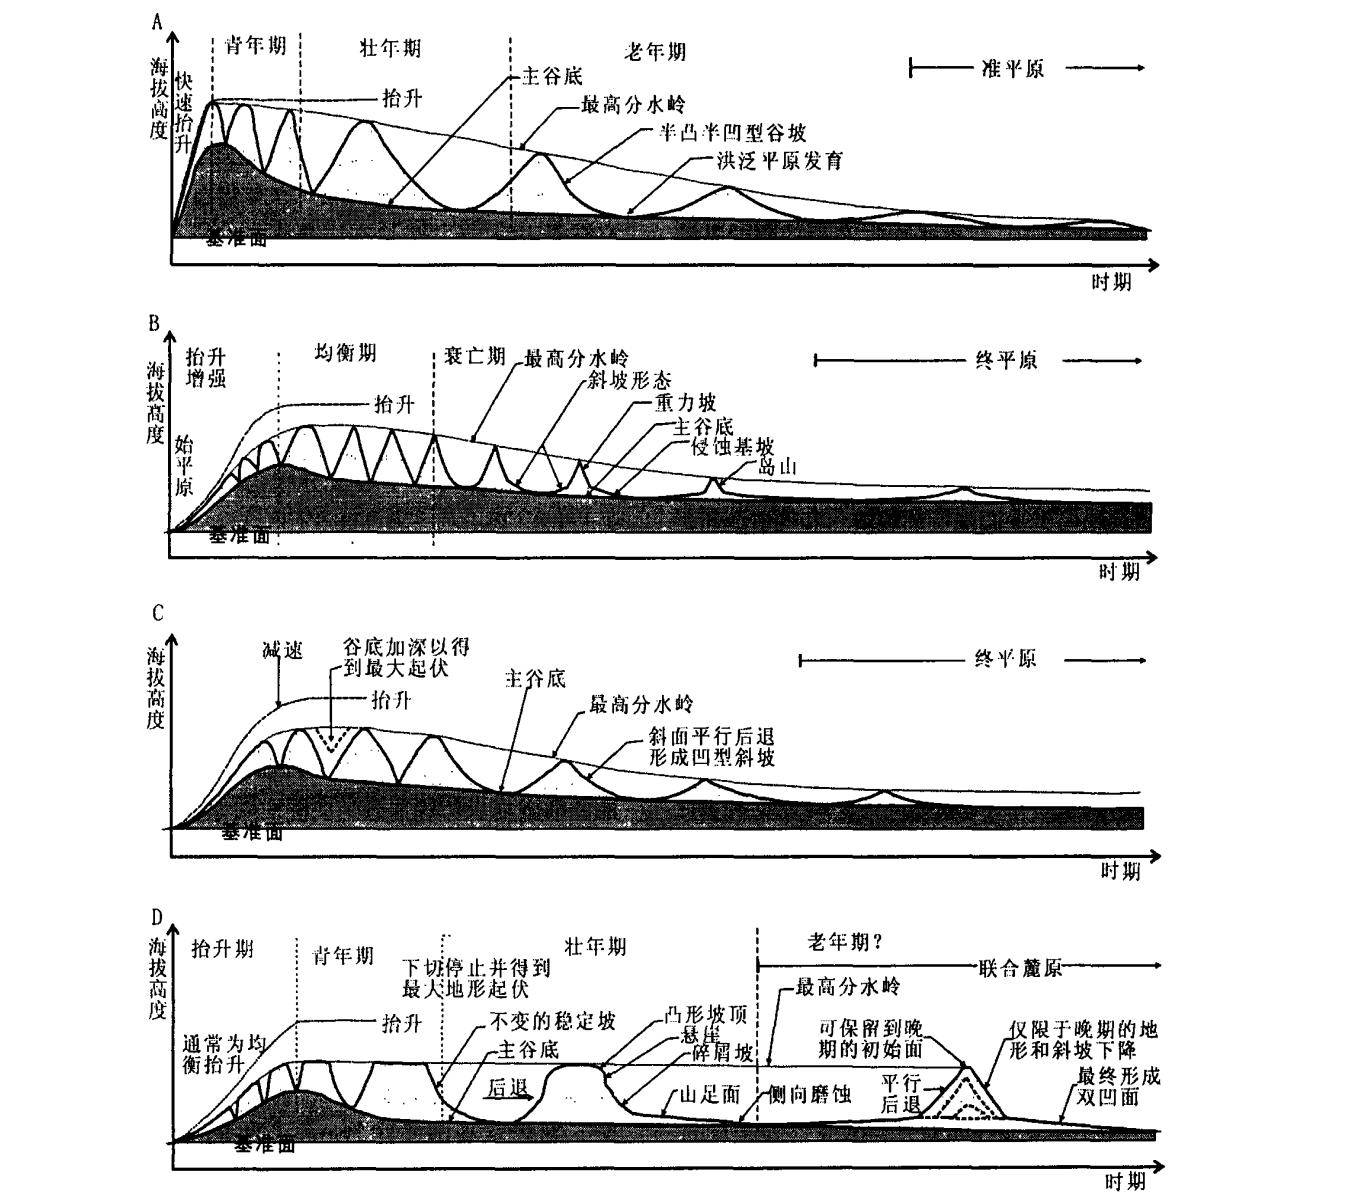 A
青年期
壮年期
老年期
准平原
海拔高度
快速抬升
抬升
主谷底
最高分水岭
半凸半凹型谷坡
洪泛平原发育
基准面
时期
B
抬升
增强
均衡期
衰亡期
最高分水岭
终平原
海拔高度
斜坡形态
抬升
重力坡
主谷底
侵蚀基坡
岛山
始平原
基准面
时期
C
减速
谷底加深以得
到最大起伏
终平原
海拔高度
抬升
主谷底
最高分水岭
斜面平行后退
形成凹型斜坡
基准面
时期
D
海拔高度
抬升期
青年期
壮年期
老年期?
下切停止并得到
最大地形起伏
联合麓原
最高分水岭
抬升
不变的稳定坡
凸形坡顶
悬崖
碎屑坡
可保留到晚
期的初始面
仅限于晚期的地
形和斜坡下降
通常为均
衡抬升
主谷底
后退
山足面
侧向磨蚀
平行
后退
最终形成
双凹面
基准面
时期